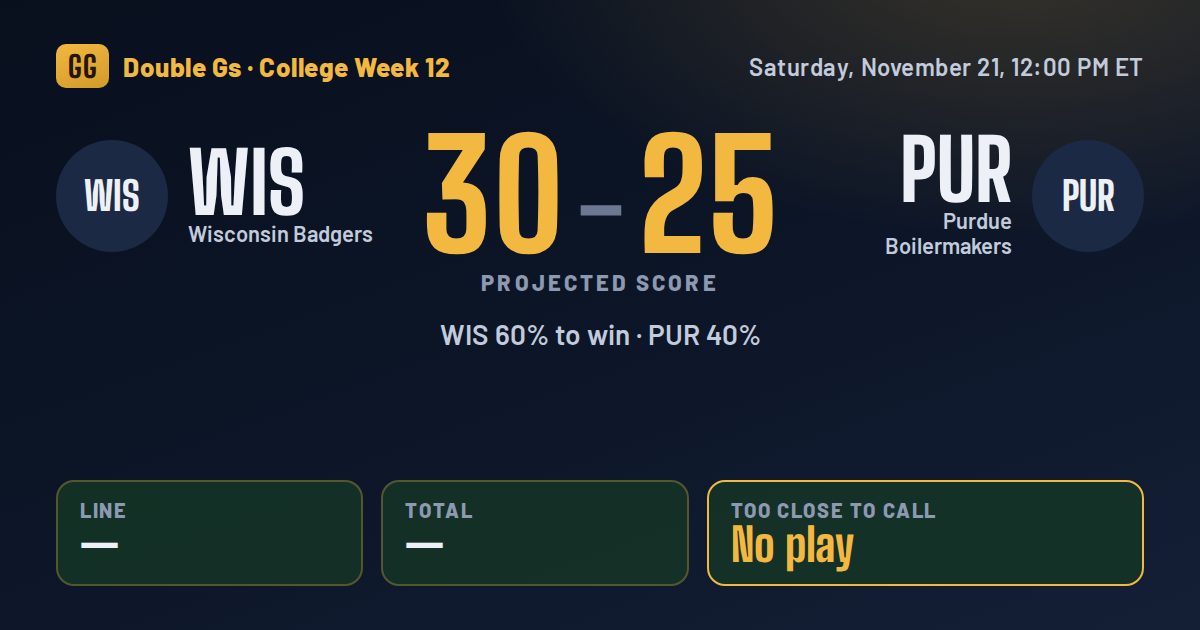 GG
Double Gs · College Week 12
Saturday, November 21, 12:00 PM ET
WIS
WIS
Wisconsin Badgers
30 – 25
PROJECTED SCORE
WIS 60% to win · PUR 40%
PUR
Purdue
Boilermakers
PUR
LINE
—
TOTAL
—
TOO CLOSE TO CALL
No play